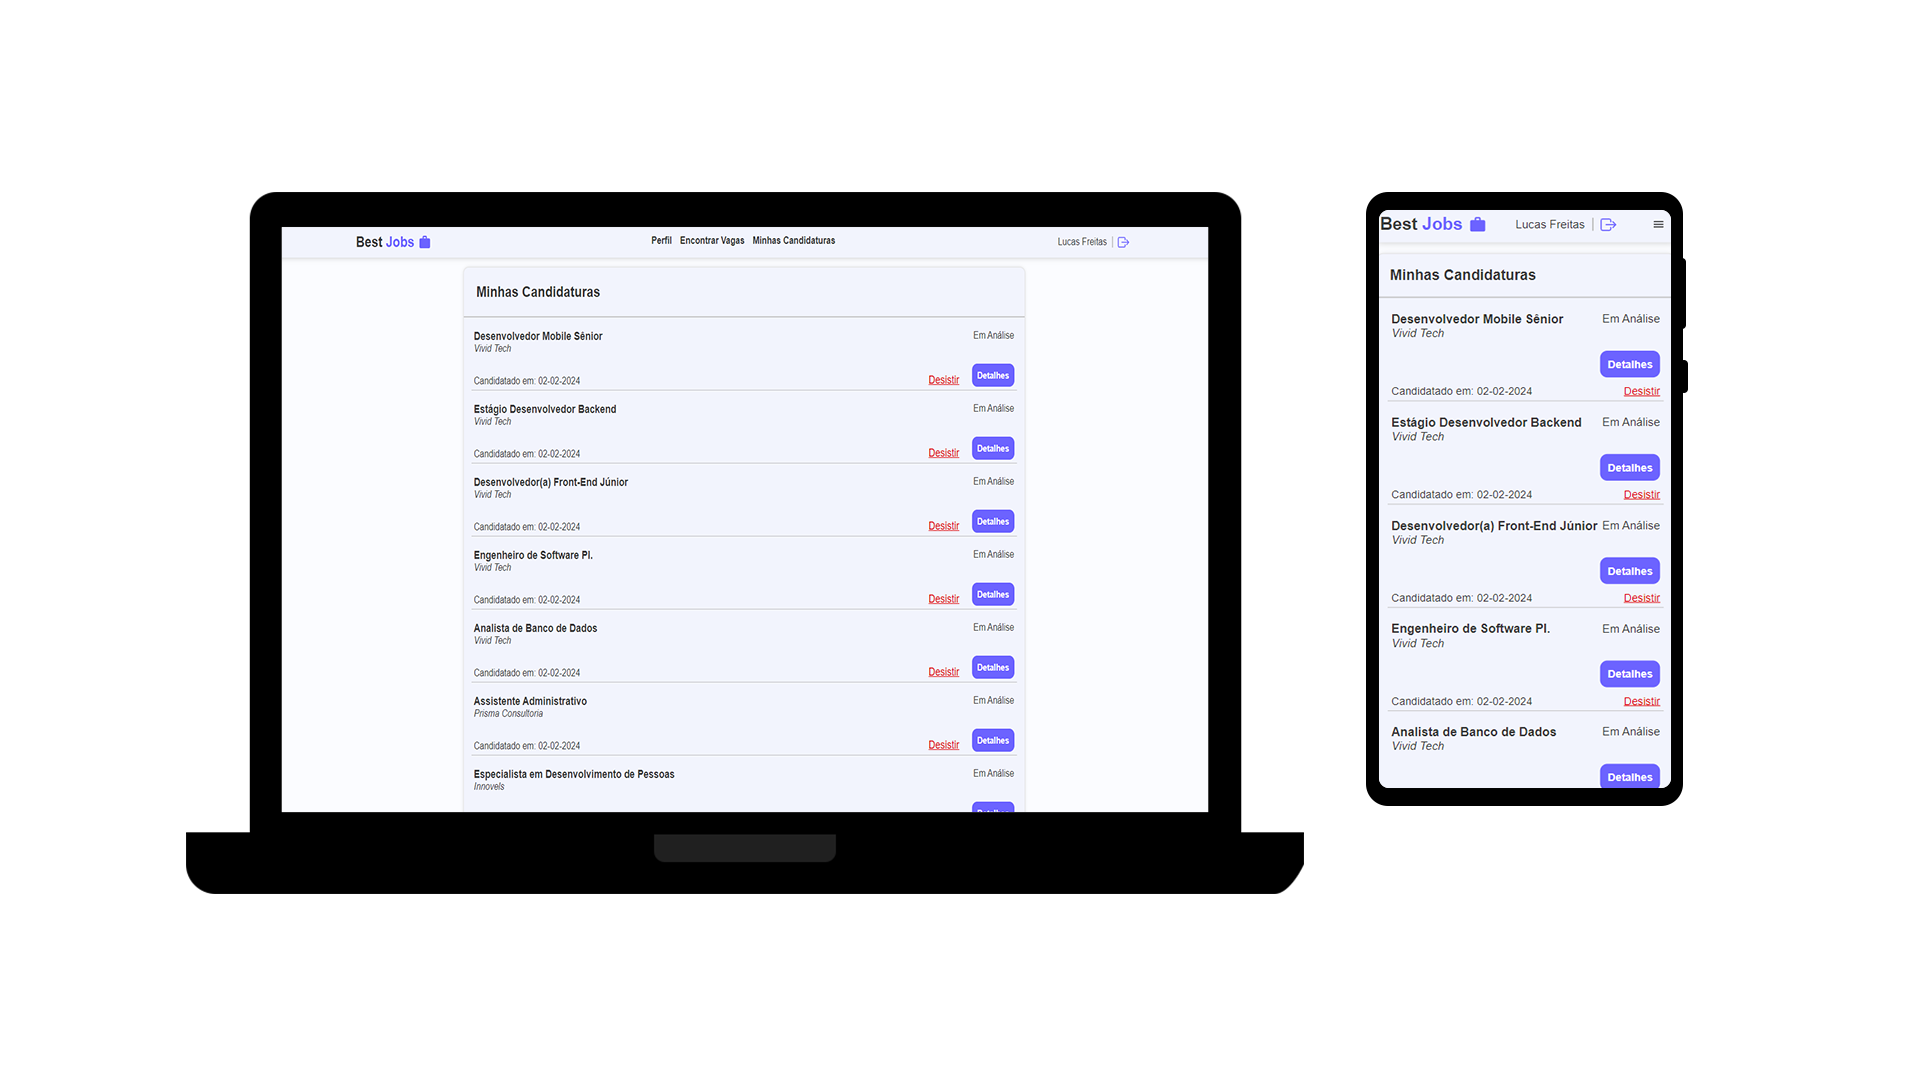 Best Jobs
Perfil Encontrar Vagas Minhas Candidaturas
Lucas Freitas |
Minhas Candidaturas
Desenvolvedor Mobile Sênior
Em Análise
Vivid Tech
Candidatado em: 02-02-2024
Desistir
Detalhes
Estágio Desenvolvedor Backend
Em Análise
Vivid Tech
Candidatado em: 02-02-2024
Desistir
Detalhes
Desenvolvedor(a) Front-End Júnior
Em Análise
Vivid Tech
Candidatado em: 02-02-2024
Desistir
Detalhes
Engenheiro de Software Pl.
Em Análise
Vivid Tech
Candidatado em: 02-02-2024
Desistir
Detalhes
Analista de Banco de Dados
Em Análise
Vivid Tech
Candidatado em: 02-02-2024
Desistir
Detalhes
Assistente Administrativo
Em Análise
Prisma Consultoria
Candidatado em: 02-02-2024
Desistir
Detalhes
Especialista em Desenvolvimento de Pessoas
Em Análise
Innovels
Best Jobs
Lucas Freitas |
Minhas Candidaturas
Desenvolvedor Mobile Sênior
Em Análise
Vivid Tech
Detalhes
Candidatado em: 02-02-2024
Desistir
Estágio Desenvolvedor Backend
Em Análise
Vivid Tech
Detalhes
Candidatado em: 02-02-2024
Desistir
Desenvolvedor(a) Front-End Júnior
Em Análise
Vivid Tech
Detalhes
Candidatado em: 02-02-2024
Desistir
Engenheiro de Software Pl.
Em Análise
Vivid Tech
Detalhes
Candidatado em: 02-02-2024
Desistir
Analista de Banco de Dados
Em Análise
Vivid Tech
Detalhes